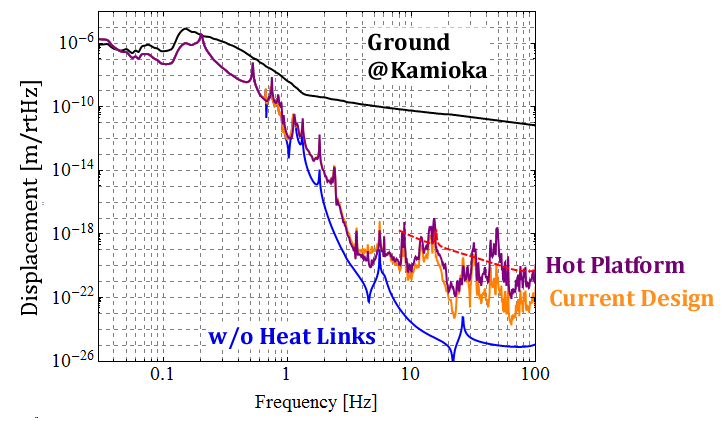 Ground
@Kamioka
10⁻⁶
10⁻¹⁰
10⁻¹⁴
10⁻¹⁸
10⁻²²
10⁻²⁶
Displacement [m/rtHz]
Hot Platform
Current Design
w/o Heat Links
0.1
1
10
100
Frequency [Hz]